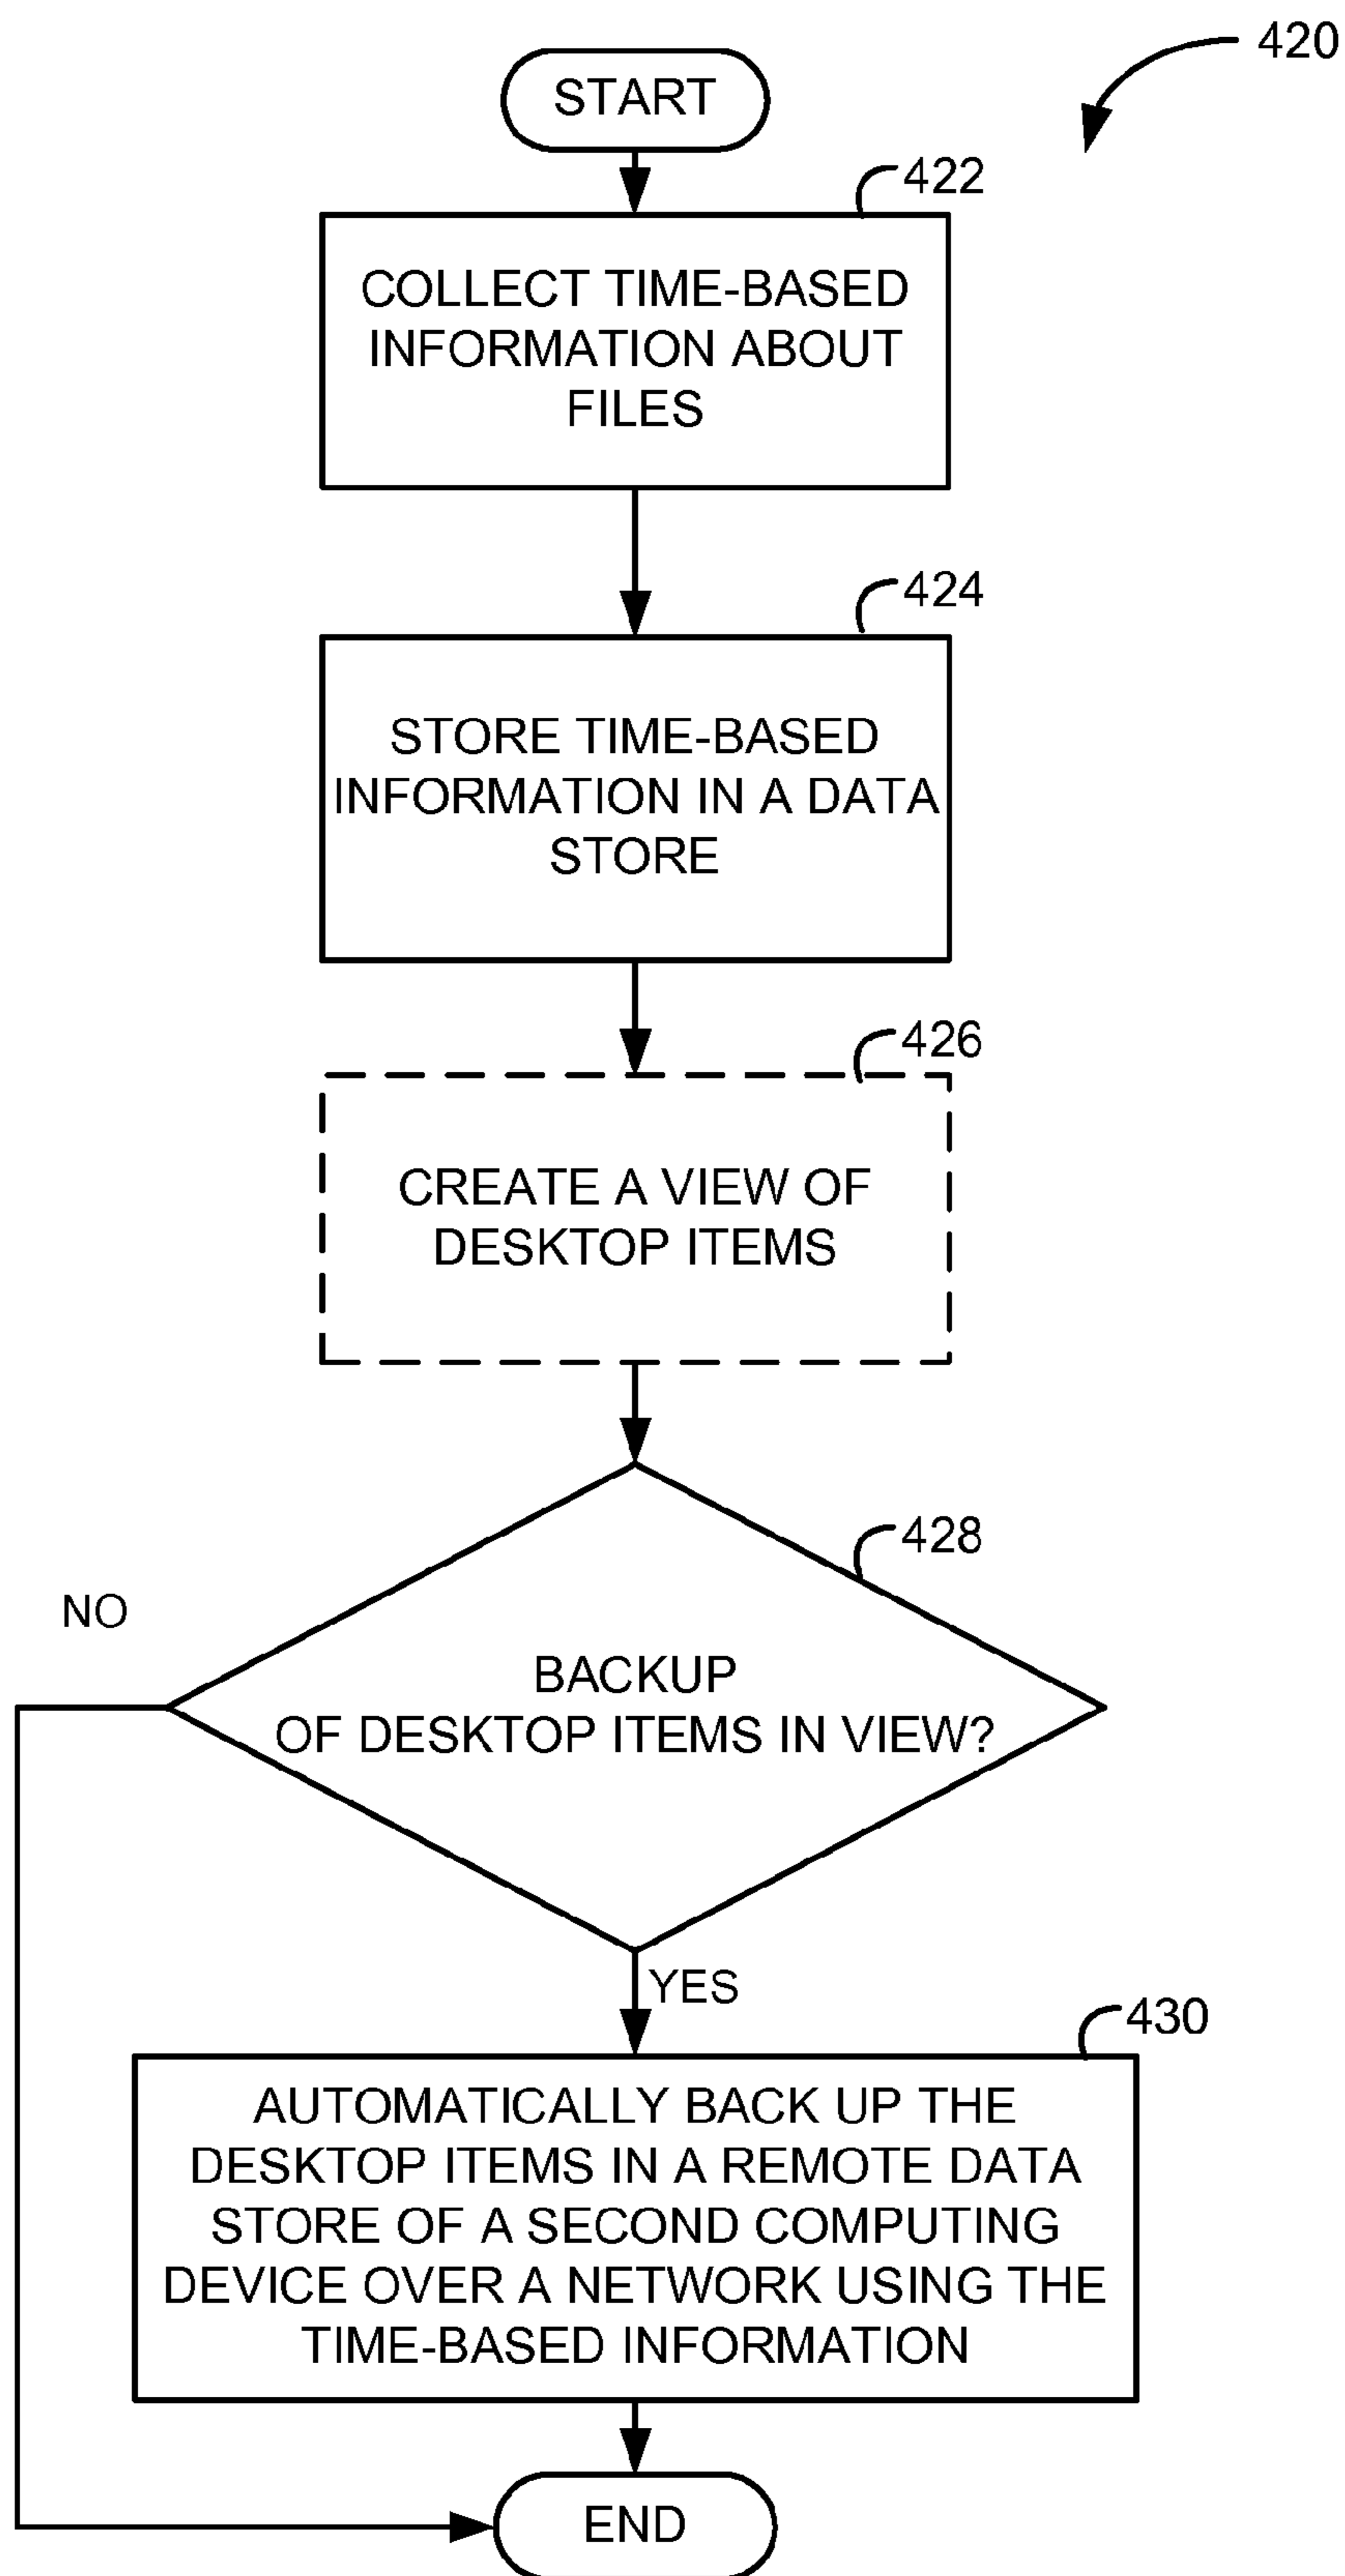 420
START
422
COLLECT TIME-BASED
INFORMATION ABOUT
FILES
424
STORE TIME-BASED
INFORMATION IN A DATA
STORE
426
CREATE A VIEW OF
DESKTOP ITEMS
428
NO
BACKUP
OF DESKTOP ITEMS IN VIEW?
YES
430
AUTOMATICALLY BACK UP THE
DESKTOP ITEMS IN A REMOTE DATA
STORE OF A SECOND COMPUTING
DEVICE OVER A NETWORK USING THE
TIME-BASED INFORMATION
END